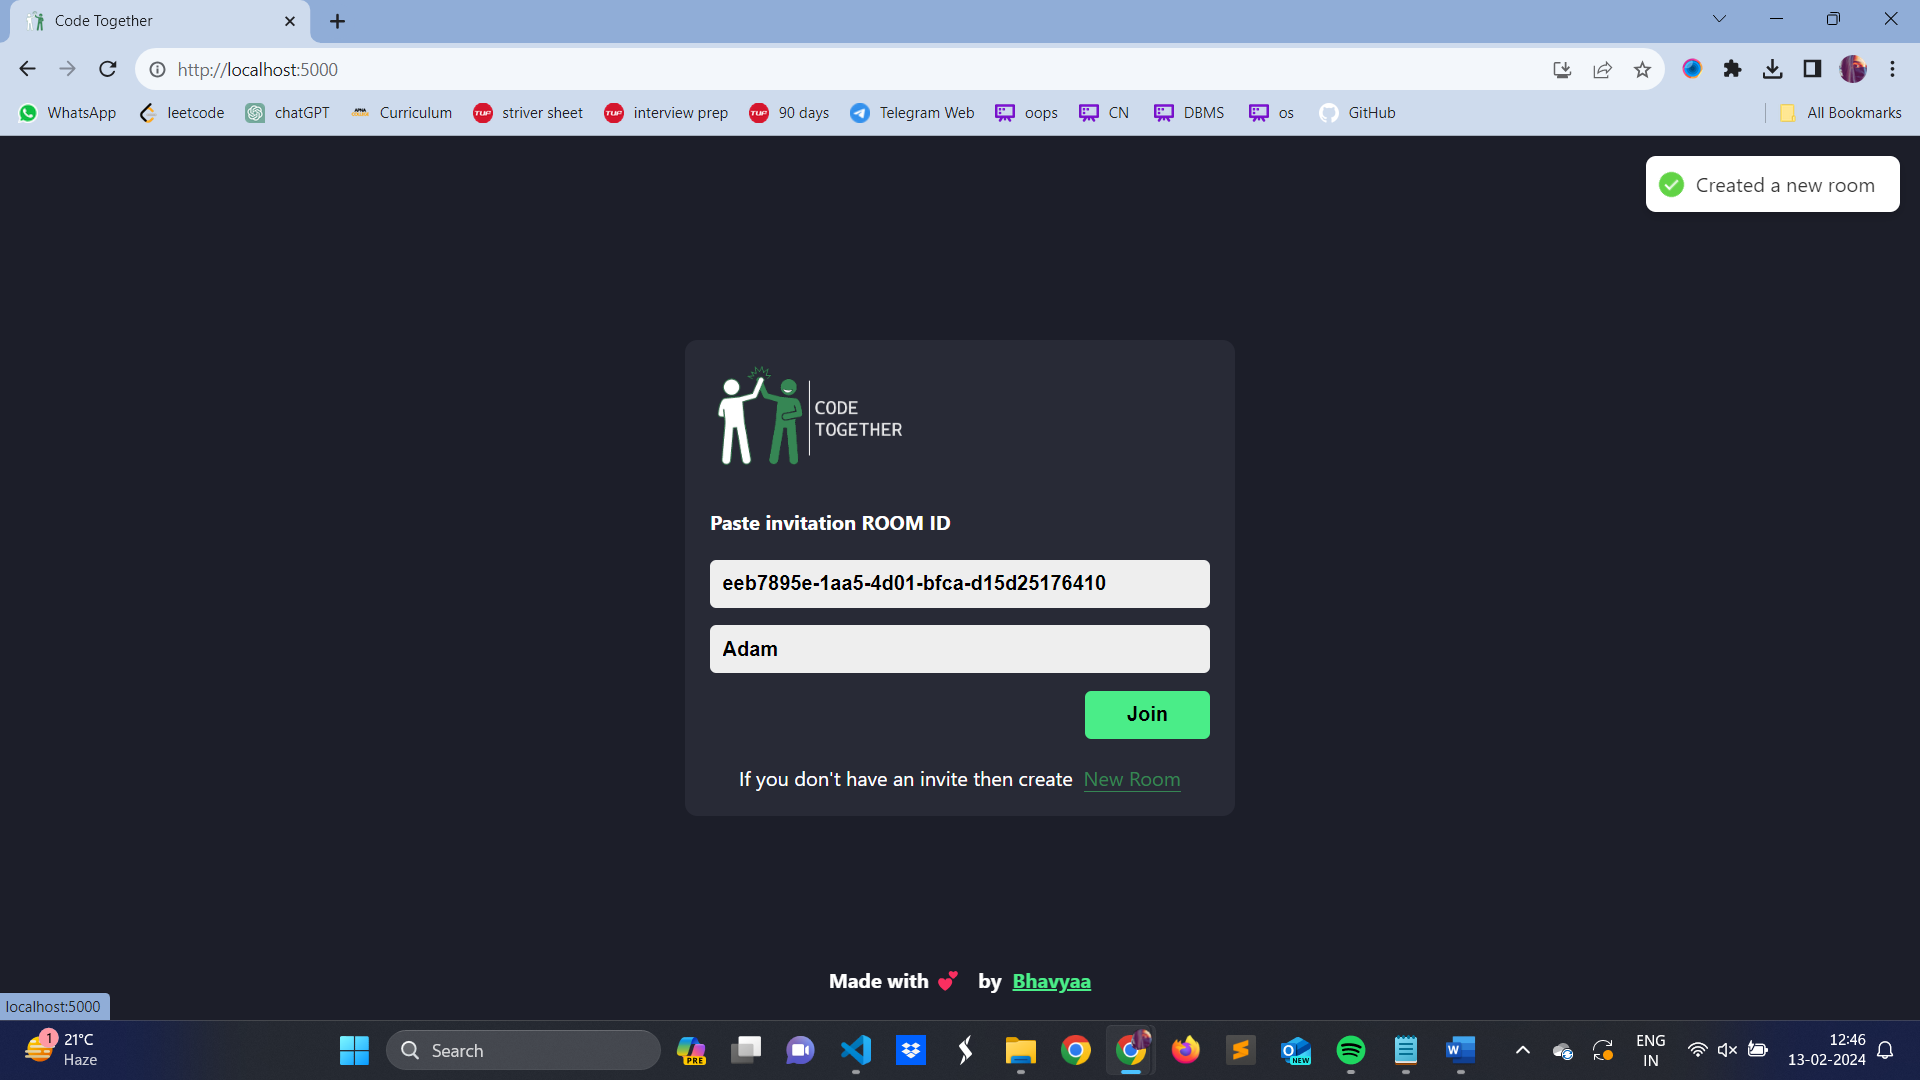 Code Together
http://localhost:5000
WhatsApp leetcode chatGPT Curriculum striver sheet interview prep 90 days Telegram Web oops CN DBMS os GitHub All Bookmarks
Created a new room
CODE
TOGETHER
Paste invitation ROOM ID
eeb7895e-1aa5-4d01-bfca-d15d25176410
Adam
Join
If you don't have an invite then create New Room
Made with 💕 by Bhavyaa
localhost:5000
1
21°C
Haze
Search
PRE
NEW
ENG
IN
12:46
13-02-2024